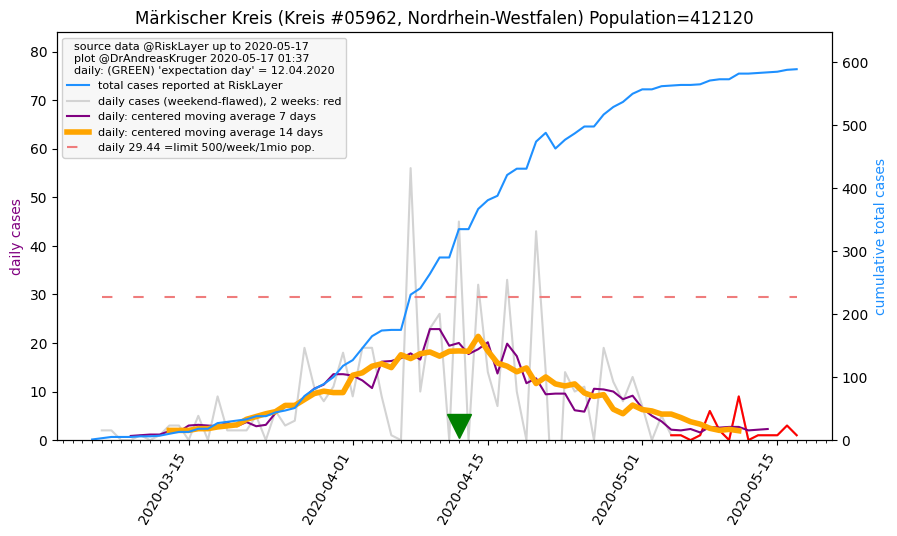 Märkischer Kreis (Kreis #05962, Nordrhein-Westfalen) Population=412120
source data @RiskLayer up to 2020-05-17
plot @DrAndreasKruger 2020-05-17 01:37
daily: (GREEN) 'expectation day' = 12.04.2020
total cases reported at RiskLayer
daily cases (weekend-flawed), 2 weeks: red
daily: centered moving average 7 days
daily: centered moving average 14 days
daily 29.44 =limit 500/week/1mio pop.
daily cases
80
70
60
50
40
30
20
10
0
600
500
400
300
200
100
0
cumulative total cases
2020-03-15
2020-04-01
2020-04-15
2020-05-01
2020-05-15